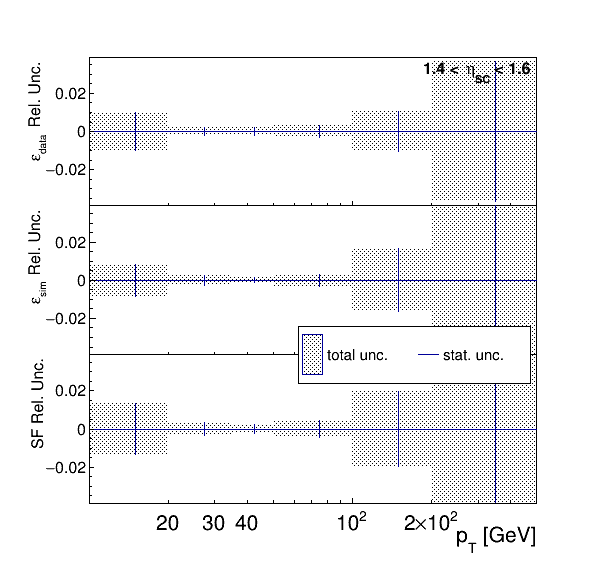 1.4 < η_sc < 1.6
ε_data Rel. Unc.
0.02
0
−0.02
ε_sim Rel. Unc.
0.02
0
−0.02
total unc.
stat. unc.
SF Rel. Unc.
0.02
0
−0.02
20 30 40 10² 2×10²
p_T [GeV]